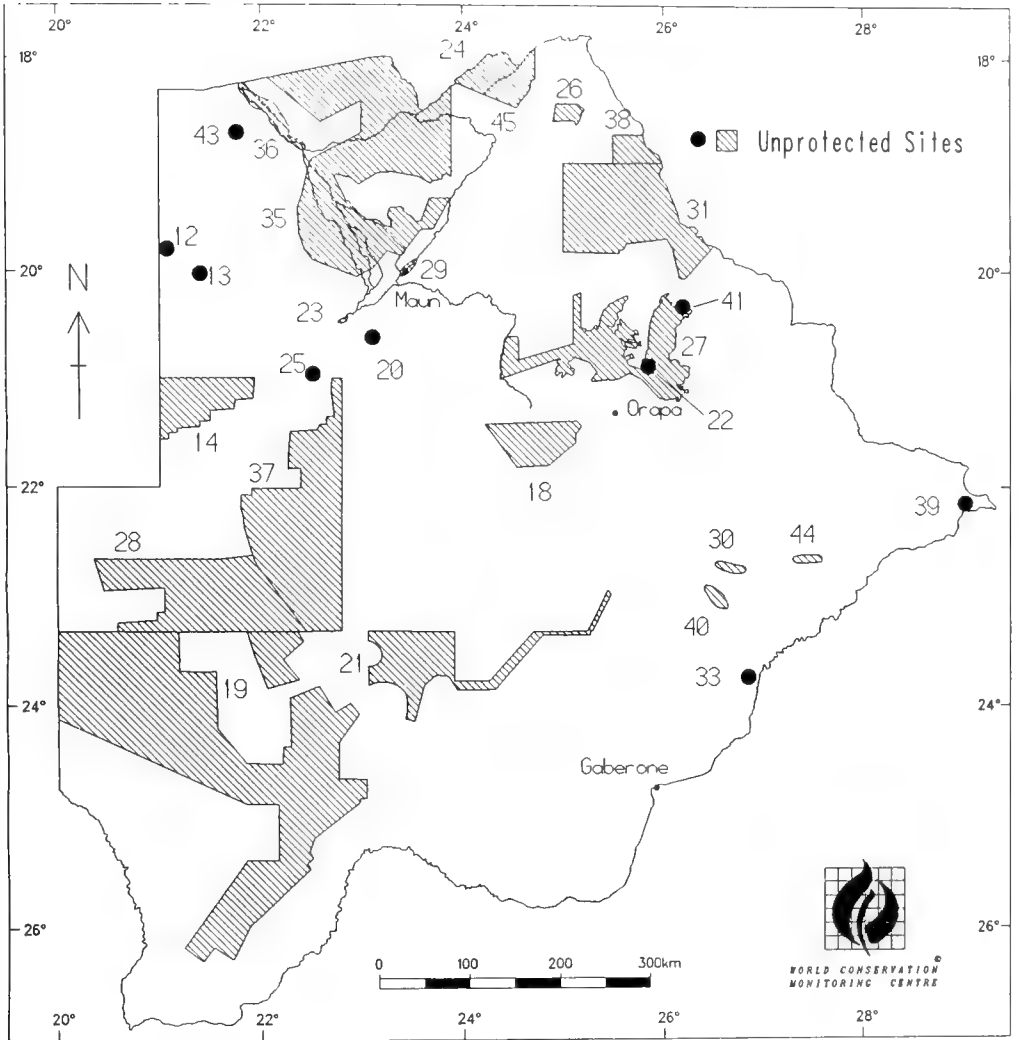 20° 22° 24° 26° 28°
18° 24 18°
26
43 36 45 38
Unprotected Sites
35 31
12
N 13 29
20° 20°
Maun 41
23 27
25 20
Orapa 22
14
37 18
22° 22°
39
28 30 44
40
21
19 33
24° 24°
Gaberone
26° 26°
0 100 200 300km
©
WORLD CONSERVATION
MONITORING CENTRE
20° 22° 24° 26° 28°